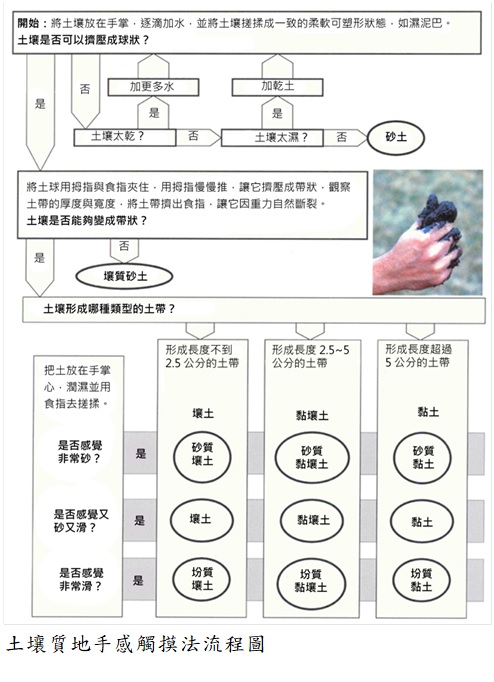 開始：將土壤放在手掌，逐滴加水，並將土壤搓揉成一致的柔軟可塑形狀態，如濕泥巴。
土壤是否可以擠壓成球狀？
是
否
加更多水
加乾土
是
是
土壤太乾？
否
土壤太濕？
否
砂土
將土球用拇指與食指夾住，用拇指慢慢推，讓它擠壓成帶狀，觀察
土帶的厚度與寬度，將土帶擠出食指，讓它因重力自然斷裂。
土壤是否能夠變成帶狀？
是
否
壤質砂土
土壤形成哪種類型的土帶？
把土放在手掌
心，潤濕並用
食指去搓揉。
形成長度不到
2.5 公分的土帶
形成長度 2.5~5
公分的土帶
形成長度超過
5 公分的土帶
壤土
黏壤土
黏土
是否感覺
非常砂？
是
砂質
壤土
砂質
黏壤土
砂質
黏土
是否感覺又
砂又滑？
是
壤土
黏壤土
黏土
是否感覺
非常滑？
是
坋質
壤土
坋質
黏壤土
坋質
黏土
土壤質地手感觸摸法流程圖